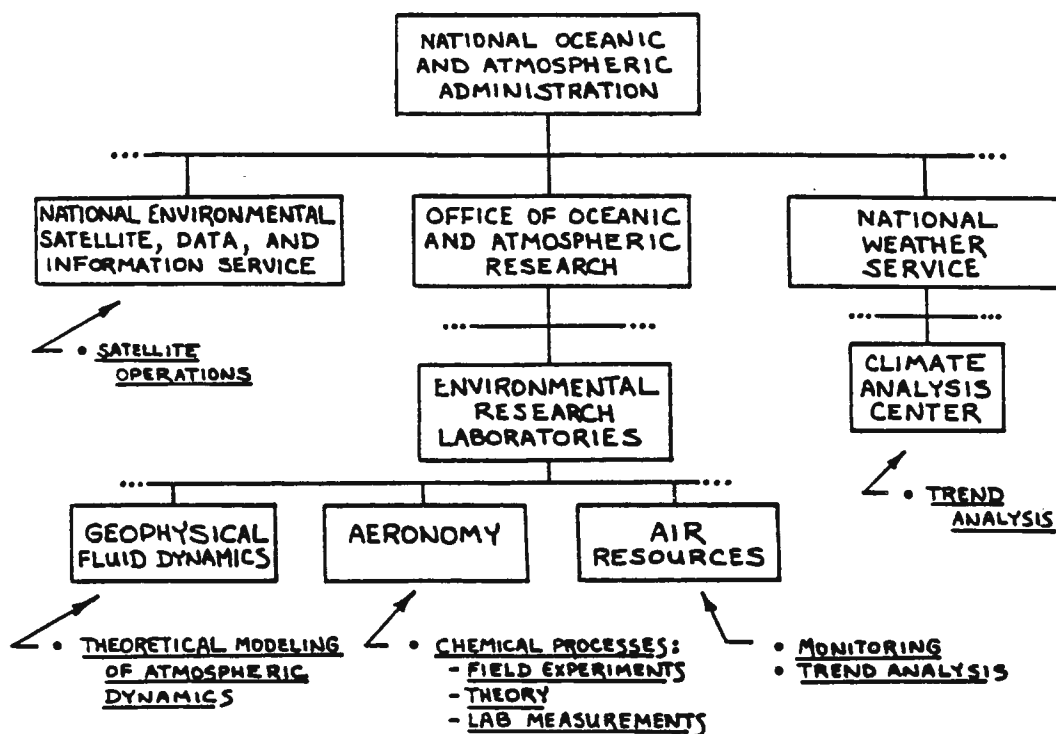 NATIONAL OCEANIC
AND ATMOSPHERIC
ADMINISTRATION
NATIONAL ENVIRONMENTAL
SATELLITE, DATA, AND
INFORMATION SERVICE
OFFICE OF OCEANIC
AND ATMOSPHERIC
RESEARCH
NATIONAL
WEATHER
SERVICE
• SATELLITE
OPERATIONS
ENVIRONMENTAL
RESEARCH
LABORATORIES
CLIMATE
ANALYSIS
CENTER
• TREND
ANALYSIS
GEOPHYSICAL
FLUID DYNAMICS
AERONOMY
AIR
RESOURCES
• THEORETICAL MODELING
OF ATMOSPHERIC
DYNAMICS
• CHEMICAL PROCESSES:
- FIELD EXPERIMENTS
- THEORY
- LAB MEASUREMENTS
• MONITORING
• TREND ANALYSIS